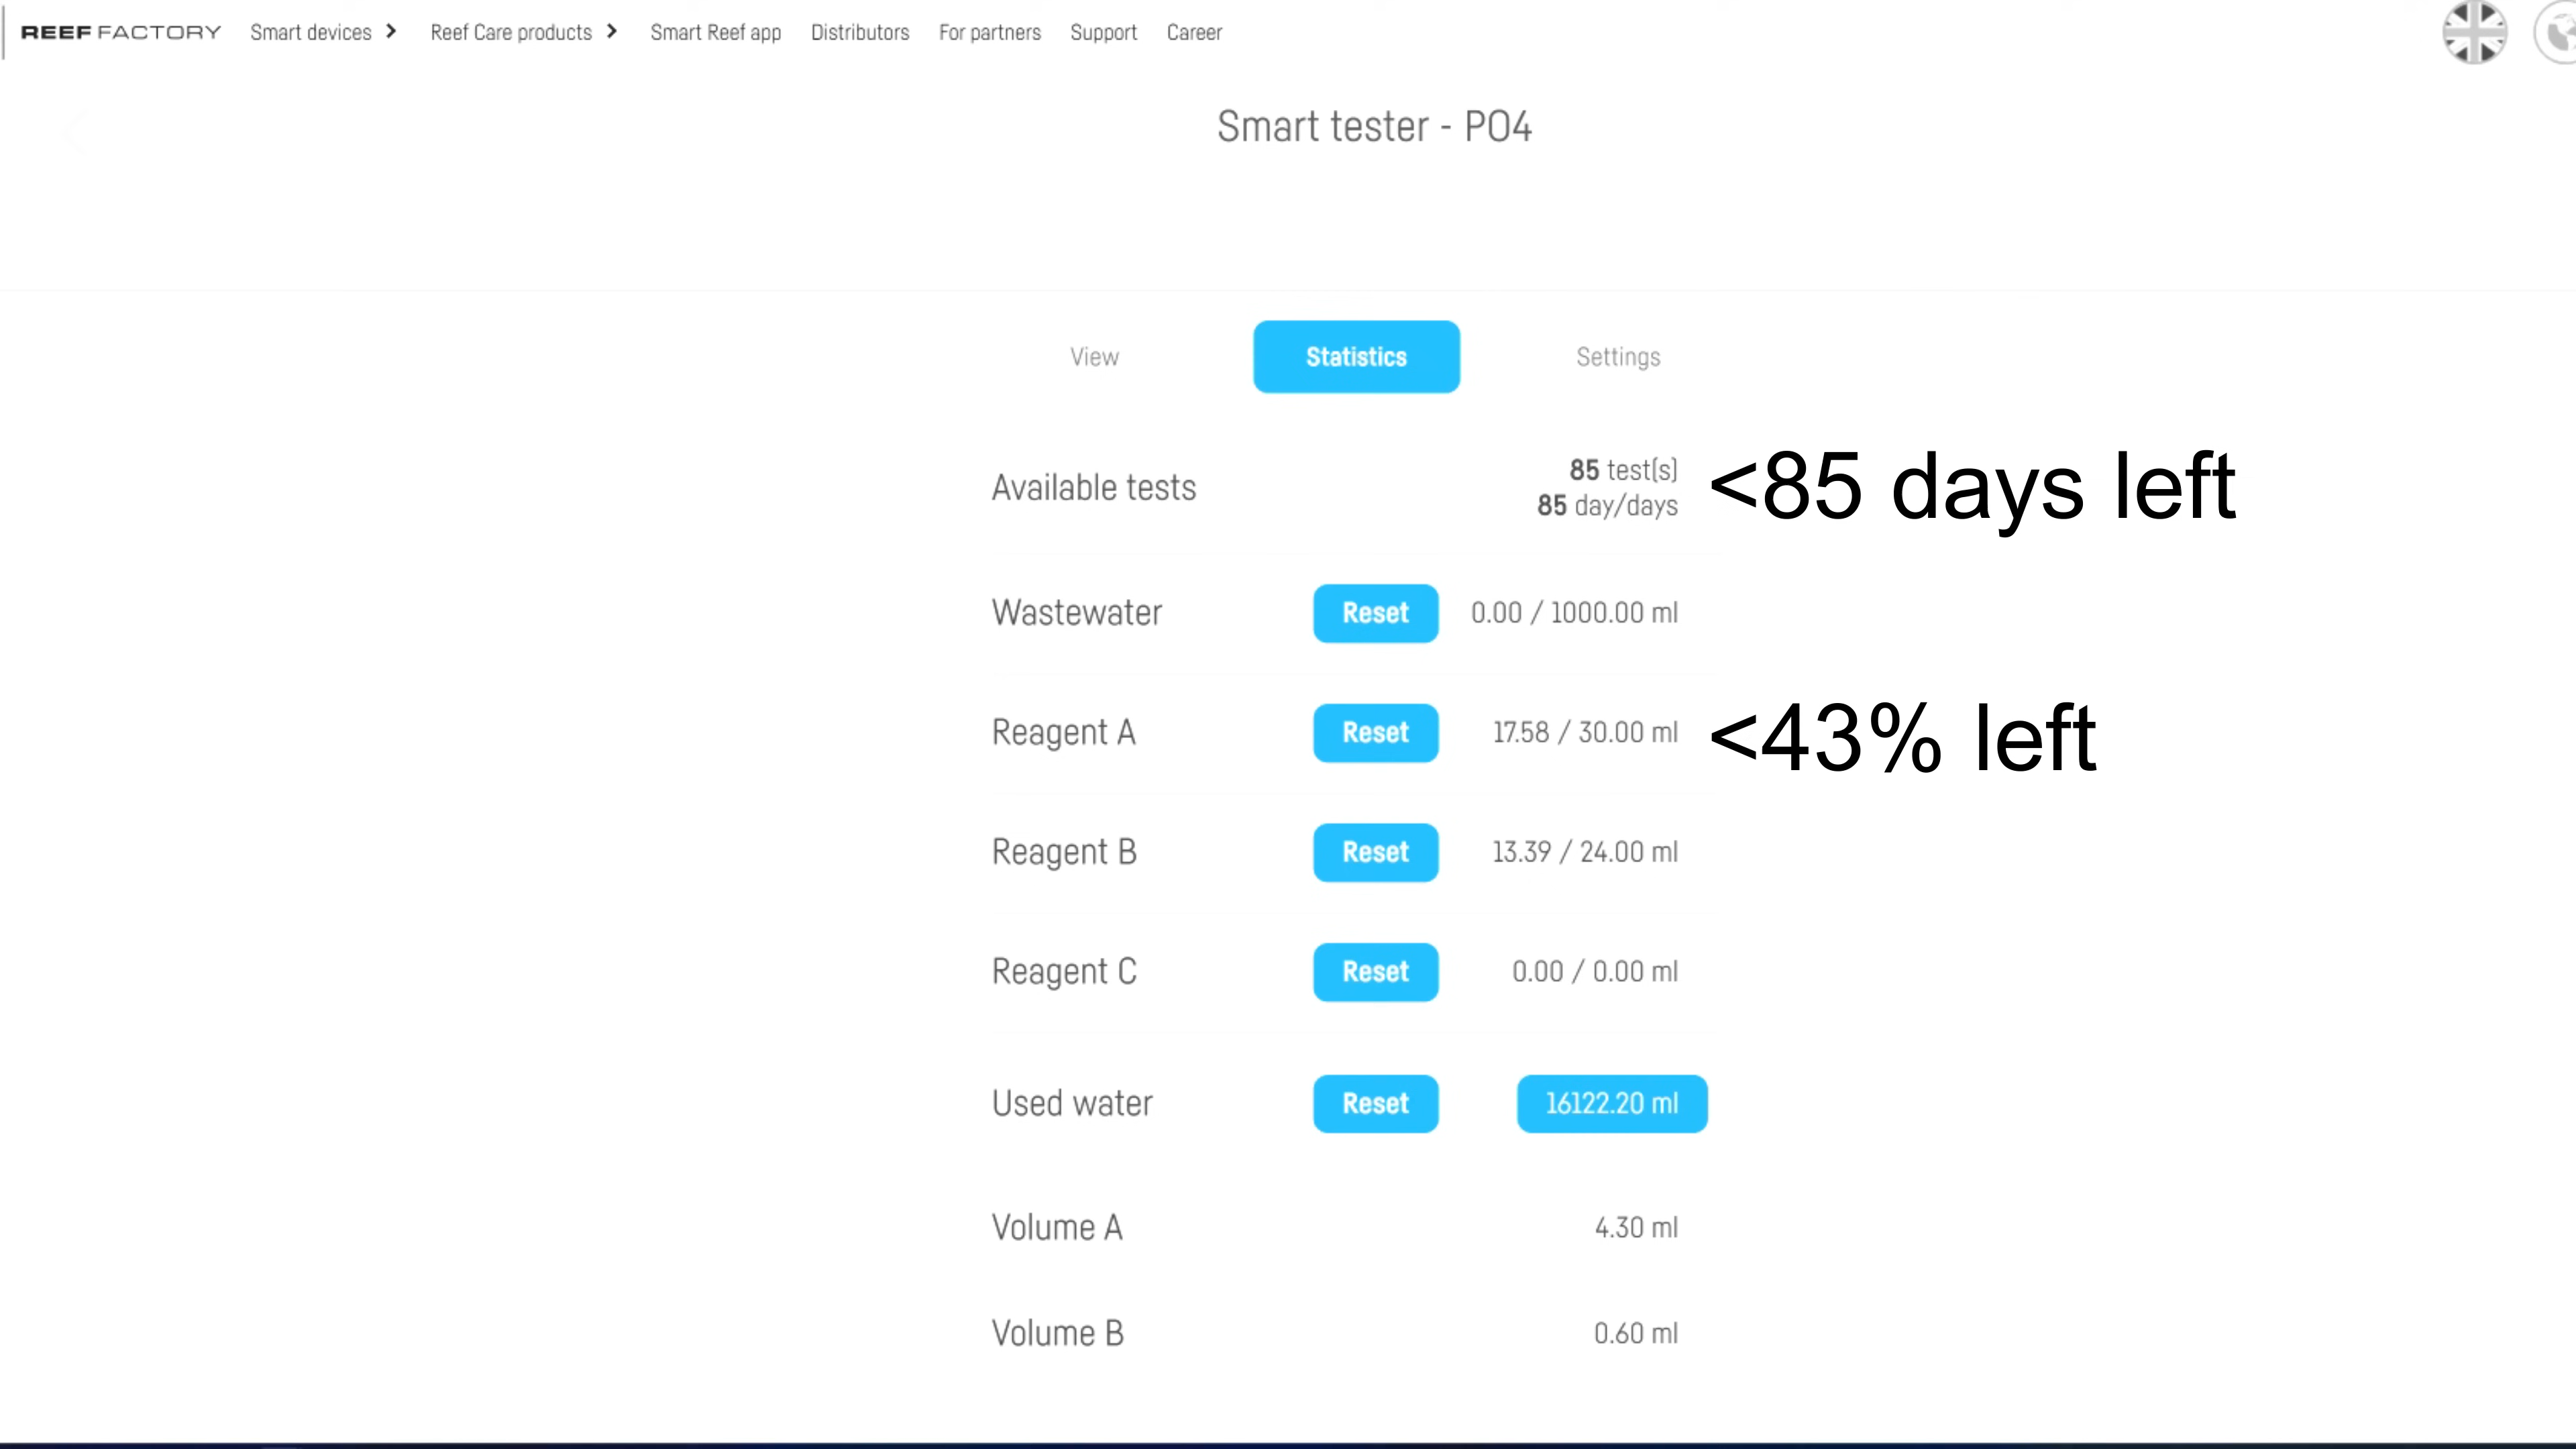 REEF FACTORY Smart devices Reef Care products Smart Reef app Distributors For partners Support Career
Smart tester - PO4
View Statistics Settings
Available tests 85 test(s)
85 day/days
<85 days left
Wastewater Reset 0.00 / 1000.00 ml
Reagent A Reset 17.58 / 30.00 ml <43% left
Reagent B Reset 13.39 / 24.00 ml
Reagent C Reset 0.00 / 0.00 ml
Used water Reset 16122.20 ml
Volume A 4.30 ml
Volume B 0.60 ml